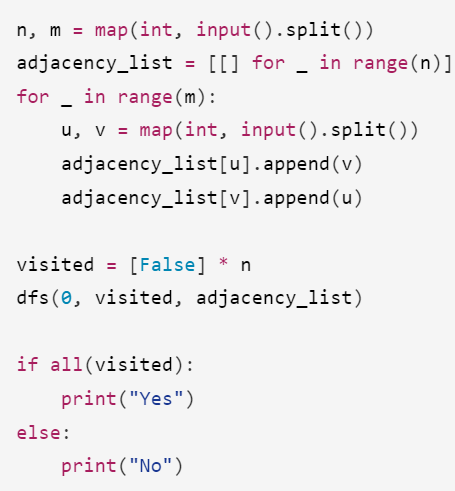 n, m = map(int, input().split())
adjacency_list = [[] for _ in range(n)]
for _ in range(m):
    u, v = map(int, input().split())
    adjacency_list[u].append(v)
    adjacency_list[v].append(u)

visited = [False] * n
dfs(0, visited, adjacency_list)

if all(visited):
    print("Yes")
else:
    print("No")